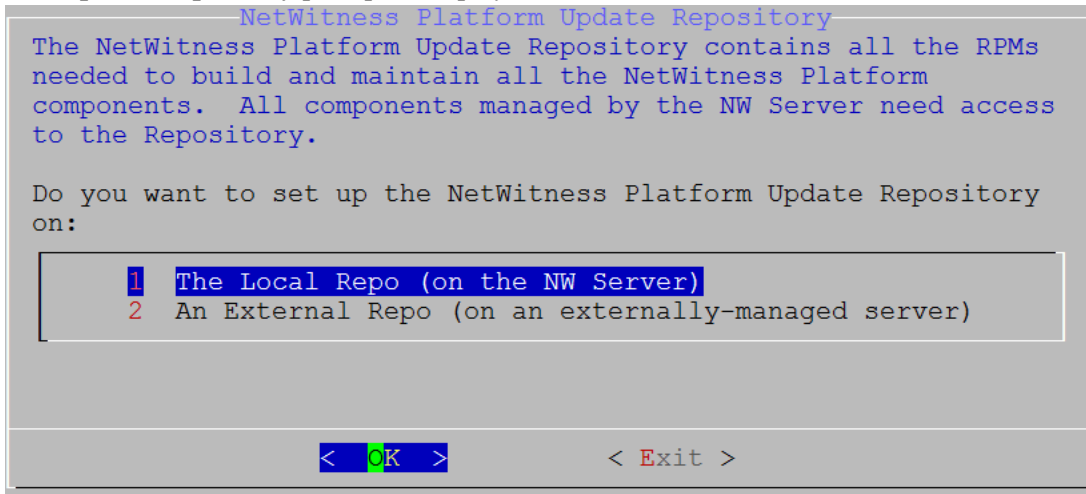 NetWitness Platform Update Repository
The NetWitness Platform Update Repository contains all the RPMs
needed to build and maintain all the NetWitness Platform
components.  All components managed by the NW Server need access
to the Repository.
Do you want to set up the NetWitness Platform Update Repository
on:
1 The Local Repo (on the NW Server)
2 An External Repo (on an externally-managed server)
< OK > < Exit >